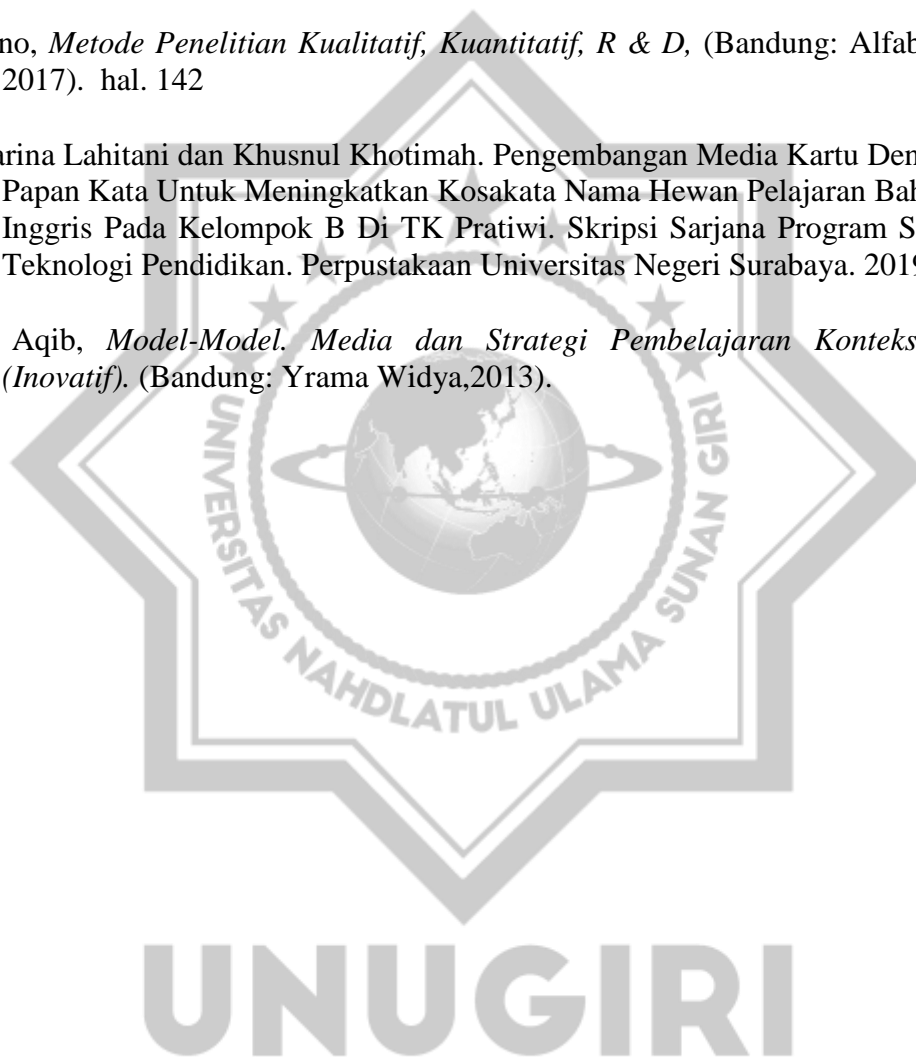 no, Metode Penelitian Kualitatif, Kuantitatif, R & D, (Bandung: Alfab
2017). hal. 142
arina Lahitani dan Khusnul Khotimah. Pengembangan Media Kartu Den
Papan Kata Untuk Meningkatkan Kosakata Nama Hewan Pelajaran Bah
Inggris Pada Kelompok B Di TK Pratiwi. Skripsi Sarjana Program S
Teknologi Pendidikan. Perpustakaan Universitas Negeri Surabaya. 2019
Aqib, Model-Model. Media dan Strategi Pembelajaran Konteks
(Inovatif). (Bandung: Yrama Widya,2013).
UNIVERSITAS NAHDLATUL ULAMA SUNAN GIRI
UNUGIRI